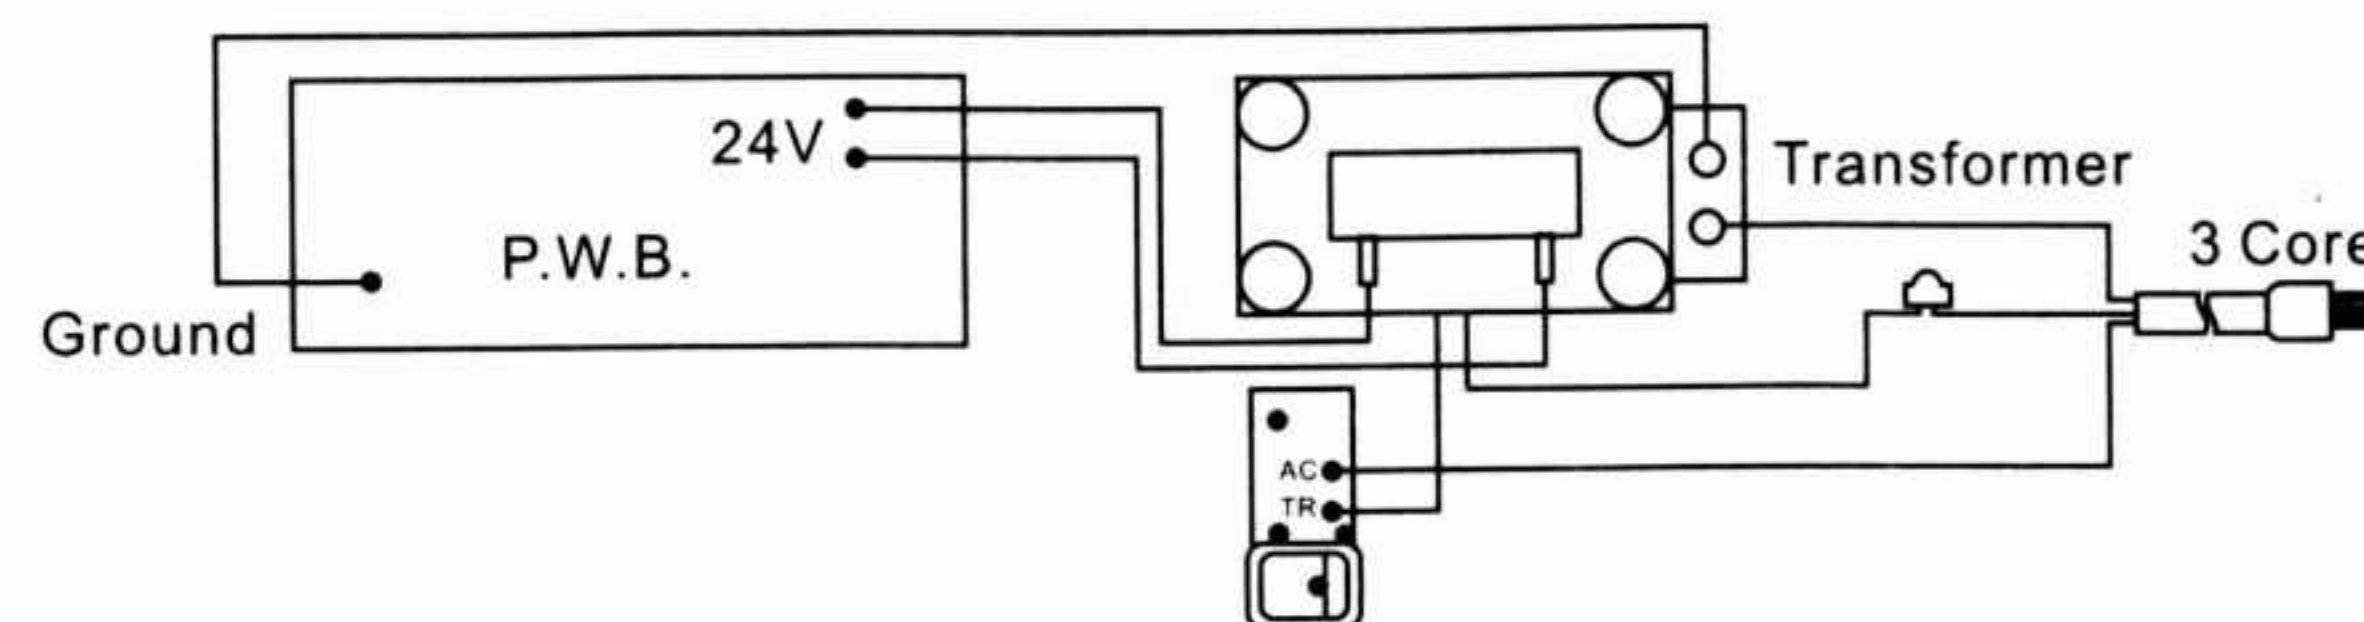 24V
Transformer
P.W.B.
3 Core
Ground
AC
TR